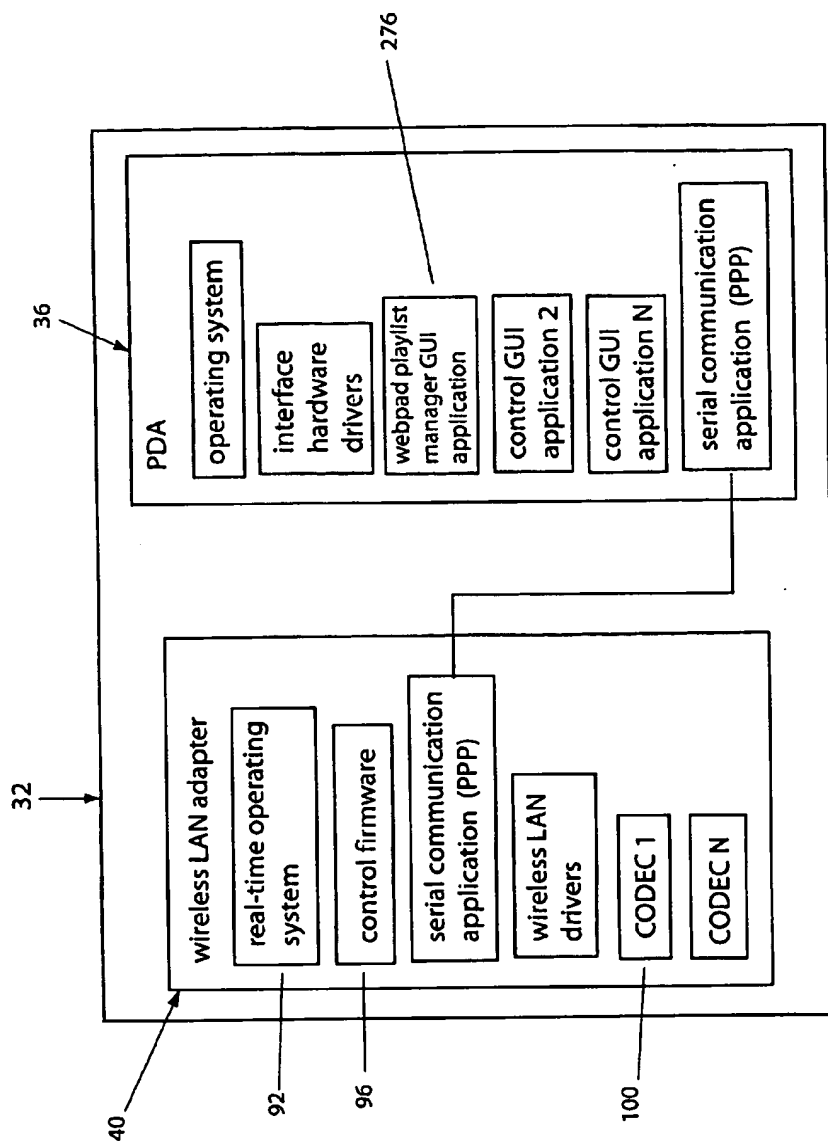 32
40
wireless LAN adapter
92
real-time operating
system
96
control firmware
serial communication
application (PPP)
wireless LAN
drivers
100
CODEC 1
CODEC N
36
PDA
operating system
interface
hardware
drivers
276
webpad playlist
manager GUI
application
control GUI
application 2
control GUI
application N
serial communication
application (PPP)